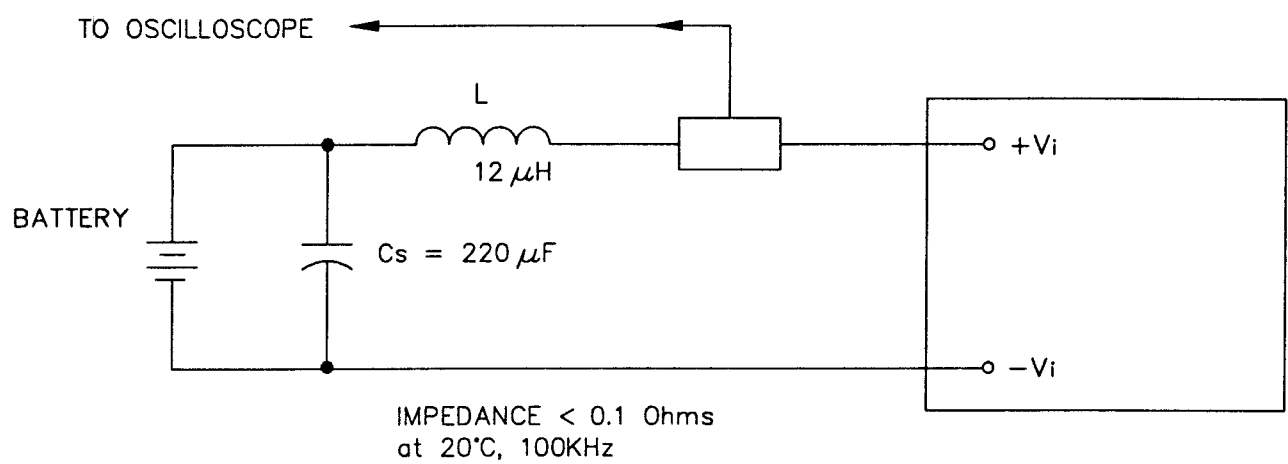 TO OSCILLOSCOPE
L
12 μH
+Vi
BATTERY
Cs = 220 μF
-Vi
IMPEDANCE < 0.1 Ohms
at 20°C, 100KHz